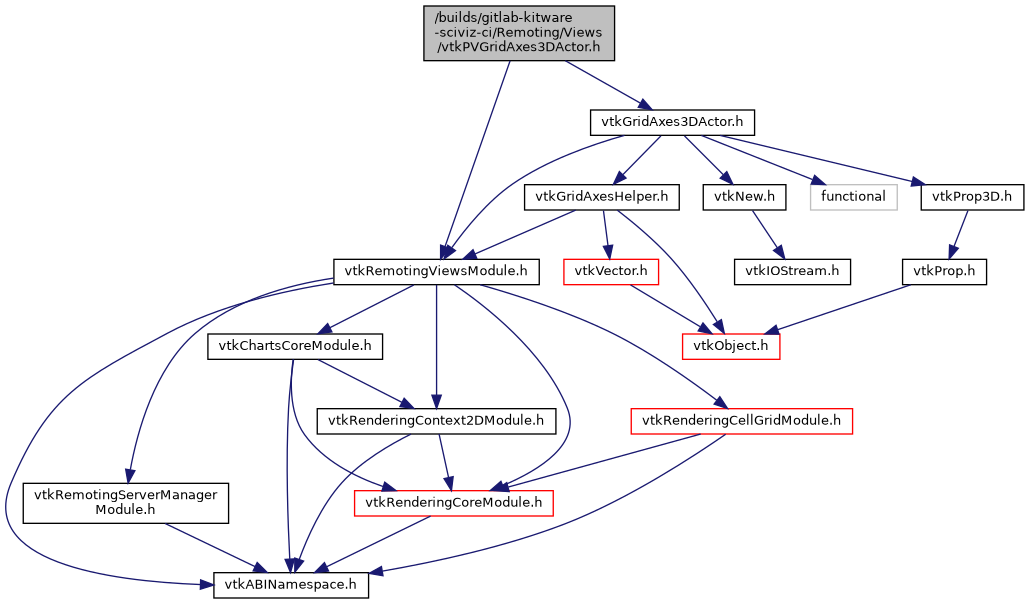 /builds/gitlab-kitware
-sciviz-ci/Remoting/Views
/vtkPVGridAxes3DActor.h
vtkGridAxes3DActor.h
vtkGridAxesHelper.h
vtkNew.h
functional
vtkProp3D.h
vtkRemotingViewsModule.h
vtkVector.h
vtkIOStream.h
vtkProp.h
vtkChartsCoreModule.h
vtkObject.h
vtkRenderingContext2DModule.h
vtkRenderingCellGridModule.h
vtkRemotingServerManager
Module.h
vtkRenderingCoreModule.h
vtkABINamespace.h